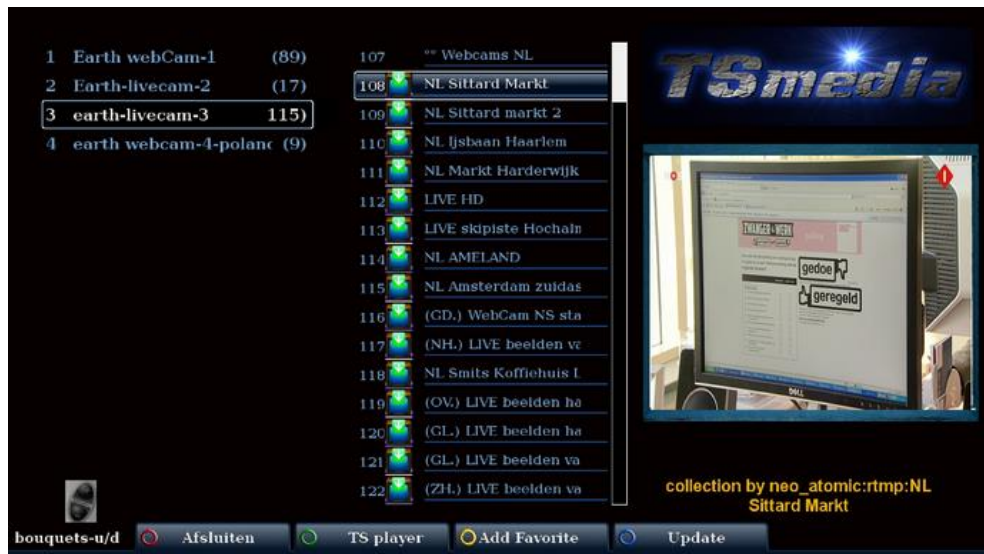 1 Earth webCam-1 (89)
2 Earth-livecam-2 (17)
3 earth-livecam-3 115)
4 earth webcam-4-polanc (9)
107 °° Webcams NL
108 NL Sittard Markt
109 NL Sittard markt 2
110 NL Ijsbaan Haarlem
111 NL Markt Harderwijk
112 LIVE HD
113 LIVE skipiste Hochaln
114 NL AMELAND
115 NL Amsterdam zuidas
116 (GD.) WebCam NS sta
117 (NH.) LIVE beelden va
118 NL Smits Koffiehuis L
119 (OV.) LIVE beelden ha
120 (GL.) LIVE beelden ha
121 (GL.) LIVE beelden va
122 (ZH.) LIVE beelden va
TSmedia
ZWANGER & WERK
gedoe
geregeld
DELL
collection by neo_atomic:rtmp:NL
Sittard Markt
bouquets-u/d Afsluiten TS player Add Favorite Update